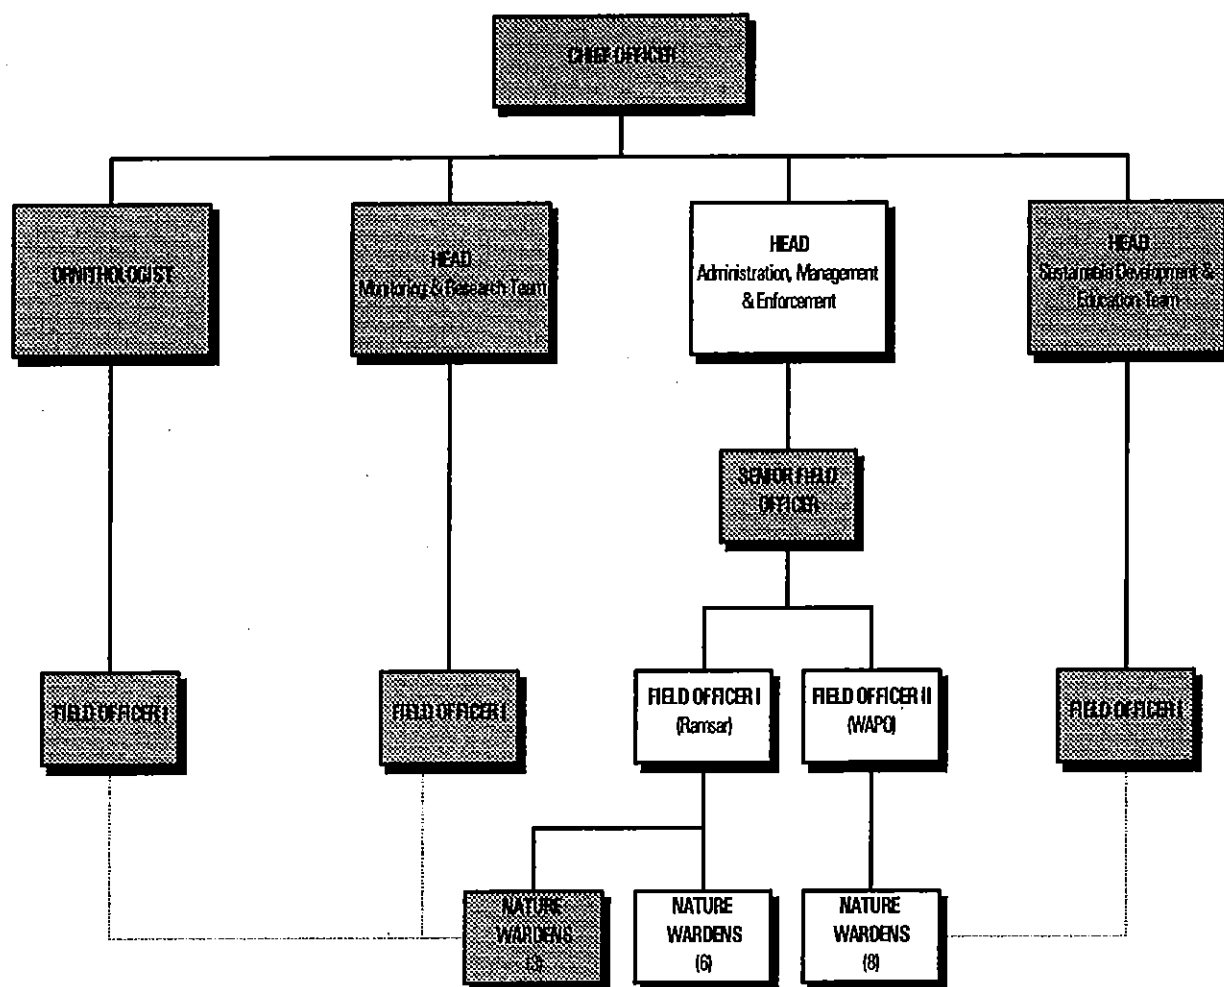 CHIEF OFFICER
ORNITHOLOGIST
HEAD
Monitoring & Research Team
HEAD
Administration, Management
& Enforcement
HEAD
Sustainable Development &
Education Team
SENIOR FIELD
OFFICER
FIELD OFFICER I
FIELD OFFICER I
FIELD OFFICER I
(Ramsar)
FIELD OFFICER II
(WAPO)
FIELD OFFICER I
NATURE
WARDENS
(3)
NATURE
WARDENS
(6)
NATURE
WARDENS
(8)